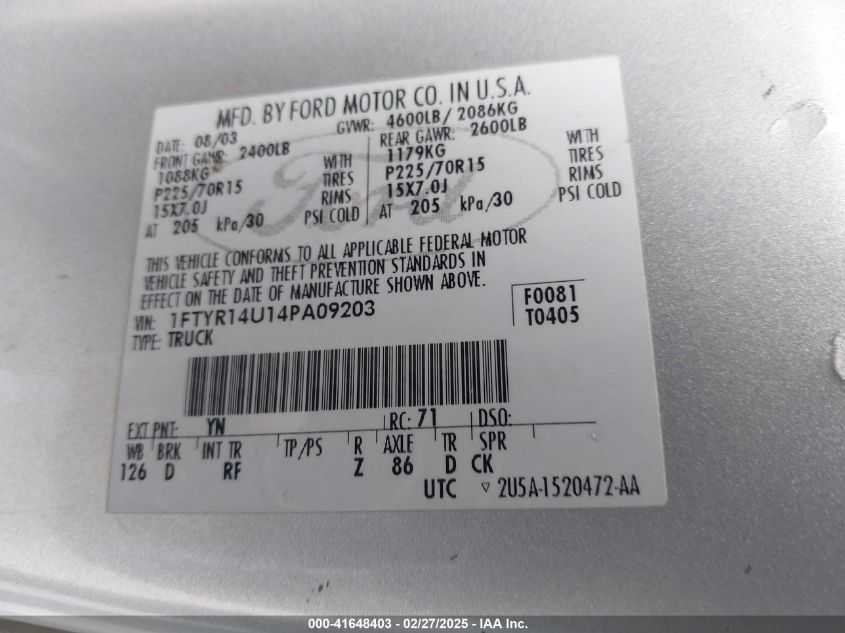 MFD. BY FORD MOTOR CO. IN U.S.A.
DATE: 08/03 GVWR: 4600LB/ 2086KG
FRONT GAWR: 2400LB REAR GAWR: 2600LB
1088KG WITH 1179KG WITH
P225/70R15 TIRES P225/70R15 TIRES
15X7.0J RIMS 15X7.0J RIMS
AT 205 kPa/30 PSI COLD AT 205 kPa/30 PSI COLD
Ford
THIS VEHICLE CONFORMS TO ALL APPLICABLE FEDERAL MOTOR
VEHICLE SAFETY AND THEFT PREVENTION STANDARDS IN
EFFECT ON THE DATE OF MANUFACTURE SHOWN ABOVE.
VIN: 1FTYR14U14PA09203 F0081
TYPE: TRUCK T0405
EXT PNT: YN RC: 71 DSO:
WB BRK INT TR TP/PS R AXLE TR SPR
126 D RF Z 86 D CK
UTC ▽ 2U5A-1520472-AA
000-41648403 - 02/27/2025 - IAA Inc.